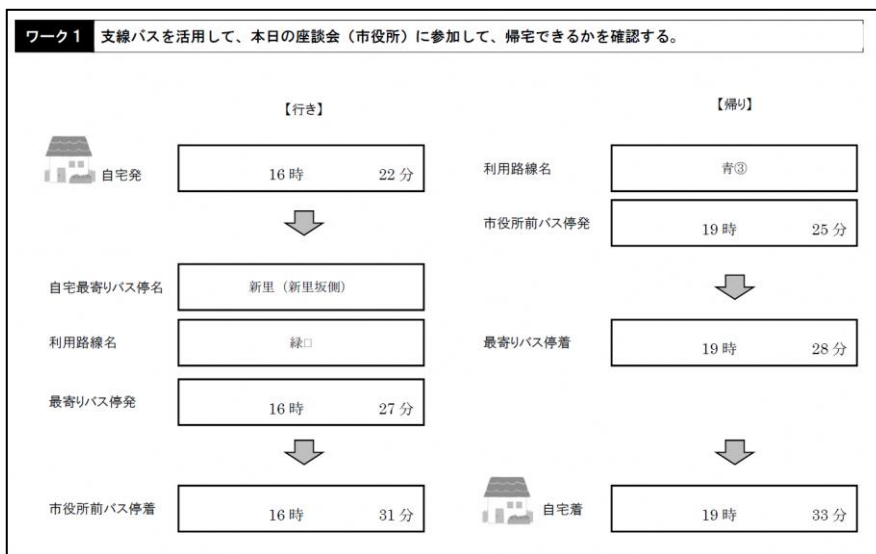 ワーク1 支線バスを活用して、本日の座談会（市役所）に参加して、帰宅できるかを確認する。
【行き】
自宅発 16時 22分
自宅最寄りバス停名 新里（新里坂側）
利用路線名 緑□
最寄りバス停発 16時 27分
市役所前バス停着 16時 31分
【帰り】
利用路線名 青③
市役所前バス停発 19時 25分
最寄りバス停着 19時 28分
自宅着 19時 33分